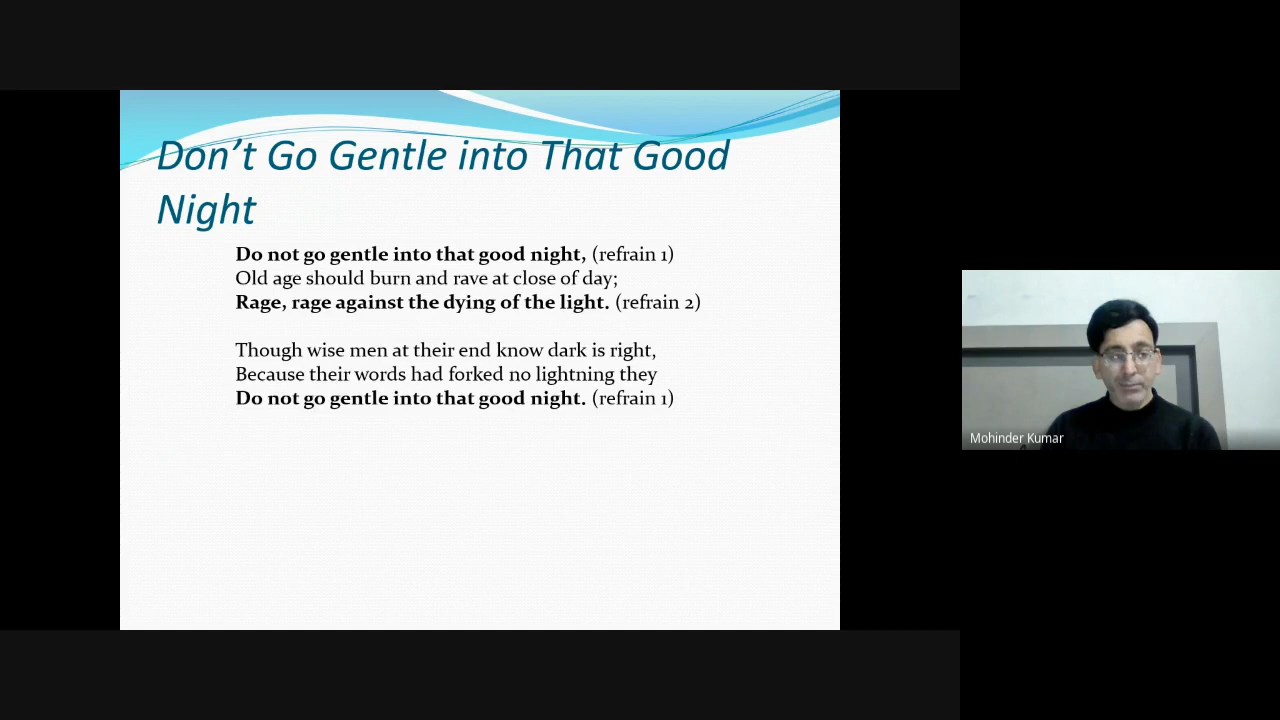 Don’t Go Gentle into That Good
Night
Do not go gentle into that good night, (refrain 1)
Old age should burn and rave at close of day;
Rage, rage against the dying of the light. (refrain 2)
Though wise men at their end know dark is right,
Because their words had forked no lightning they
Do not go gentle into that good night. (refrain 1)
Mohinder Kumar